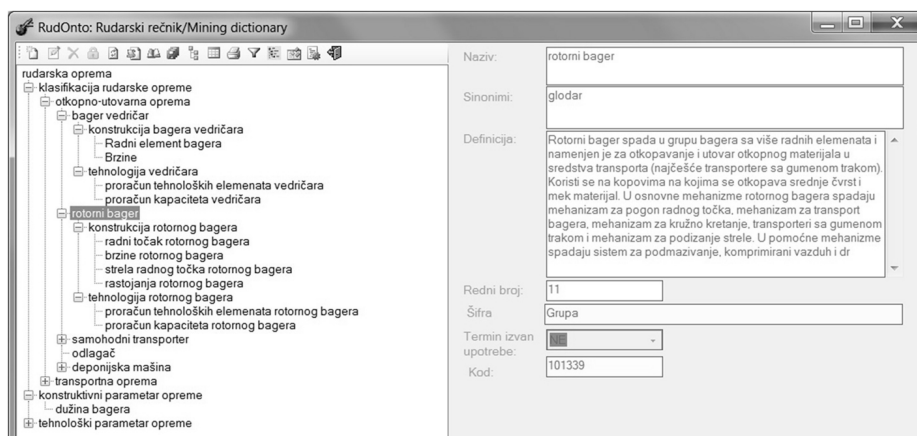 RudOnto: Rudarski rečnik/Mining dictionary
rudarska oprema
klasifikacija rudarske opreme
otkopno-utovarna oprema
bager vedričar
konstrukcija bagera vedričara
Radni element bagera
Brzine
tehnologija vedričara
proračun tehnoloških elemenata vedričara
proračun kapaciteta vedričara
rotorni bager
konstrukcija rotornog bagera
radni točak rotornog bagera
brzine rotornog bagera
strela radnog točka rotornog bagera
rastojanja rotornog bagera
tehnologija rotornog bagera
proračun tehnoloških elemenata rotornog bagera
proračun kapaciteta rotornog bagera
samohodni transporter
odlagač
deponijska mašina
transportna oprema
konstruktivni parametar opreme
dužina bagera
tehnološki parametar opreme
Naziv: rotorni bager
Sinonimi: glodar
Definicija: Rotorni bager spada u grupu bagera sa više radnih elemenata i
namenjen je za otkopavanje i utovar otkopnog materijala u
sredstva transporta (najčešće transportere sa gumenom trakom).
Koristi se na kopovima na kojima se otkopava srednje čvrst i
mek materijal. U osnovne mehanizme rotornog bagera spadaju
mehanizam za pogon radnog točka, mehanizam za transport
bagera, mehanizam za kružno kretanje, transporteri sa gumenom
trakom i mehanizam za podizanje strele. U pomoćne mehanizme
spadaju sistem za podmazivanje, komprimirani vazduh i dr
Redni broj: 11
Šifra Grupa
Termin izvan
upotrebe: NE
Kod: 101339